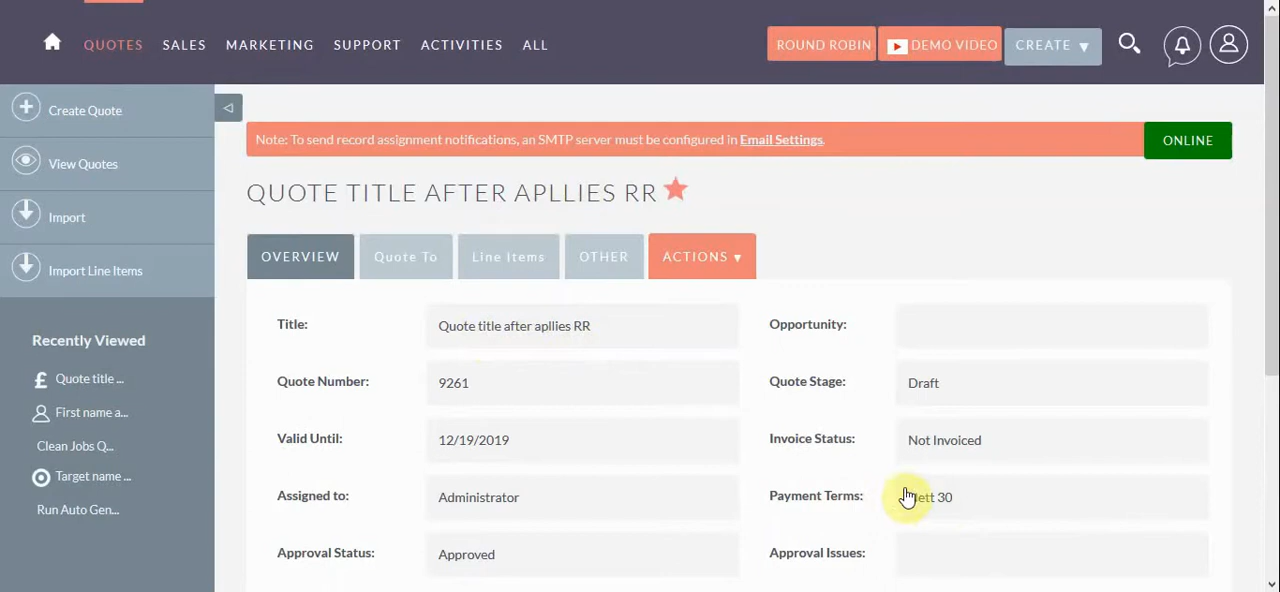 QUOTES SALES MARKETING SUPPORT ACTIVITIES ALL ROUND ROBIN DEMO VIDEO CREATE ▼
Create Quote
View Quotes
Import
Import Line Items
Recently Viewed
Quote title ...
First name a...
Clean Jobs Q...
Target name ...
Run Auto Gen...
Note: To send record assignment notifications, an SMTP server must be configured in Email Settings. ONLINE
QUOTE TITLE AFTER APLLIES RR
OVERVIEW Quote To Line Items OTHER ACTIONS ▼
Title: Quote title after apllies RR Opportunity:
Quote Number: 9261 Quote Stage: Draft
Valid Until: 12/19/2019 Invoice Status: Not Invoiced
Assigned to: Administrator Payment Terms: Nett 30
Approval Status: Approved Approval Issues: